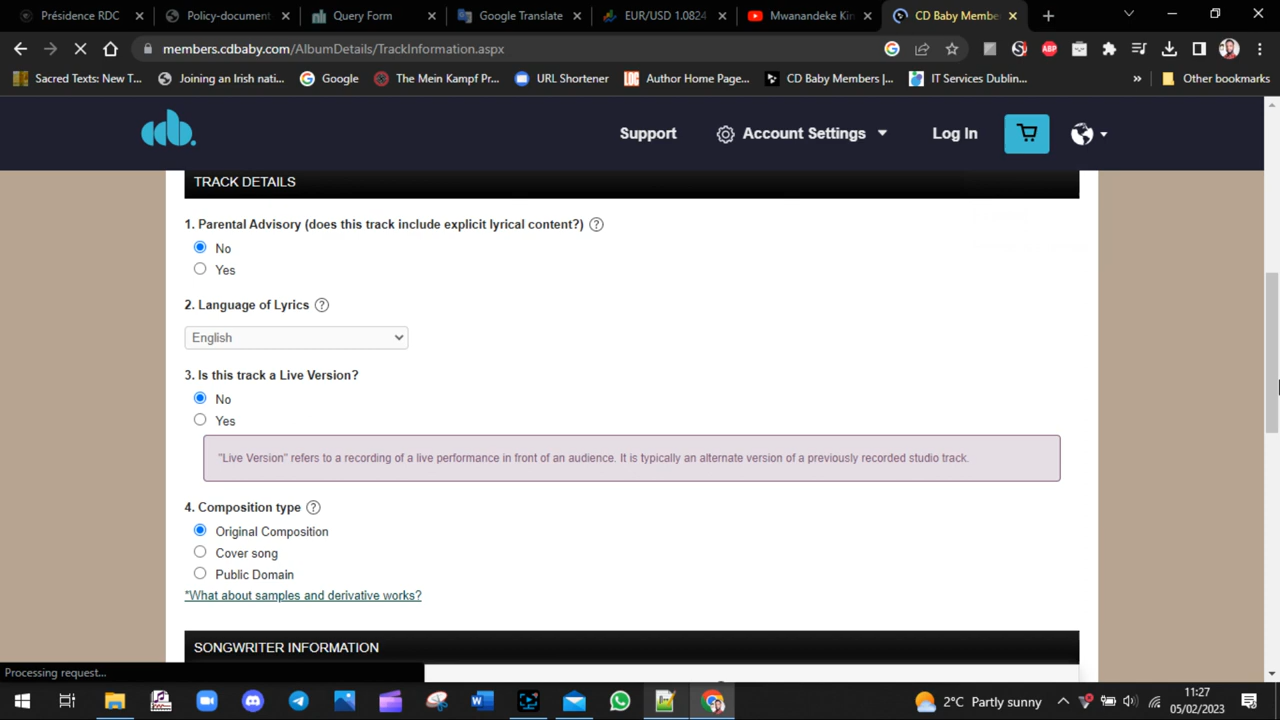 Présidence RDC
Policy-document
Query Form
Google Translate
EUR/USD 1.0824
Mwanandeke Kin
CD Baby Membe
members.cdbaby.com/AlbumDetails/TrackInformation.aspx
Sacred Texts: New T...
Joining an Irish nati...
Google
The Mein Kampf Pr...
URL Shortener
Author Home Page...
CD Baby Members |...
IT Services Dublin...
»
Other bookmarks
Support
Account Settings
Log In
TRACK DETAILS
1. Parental Advisory (does this track include explicit lyrical content?)
No
Yes
2. Language of Lyrics
English
3. Is this track a Live Version?
No
Yes
"Live Version" refers to a recording of a live performance in front of an audience. It is typically an alternate version of a previously recorded studio track.
4. Composition type
Original Composition
Cover song
Public Domain
*What about samples and derivative works?
SONGWRITER INFORMATION
Processing request...
2°C Partly sunny
11:27
05/02/2023